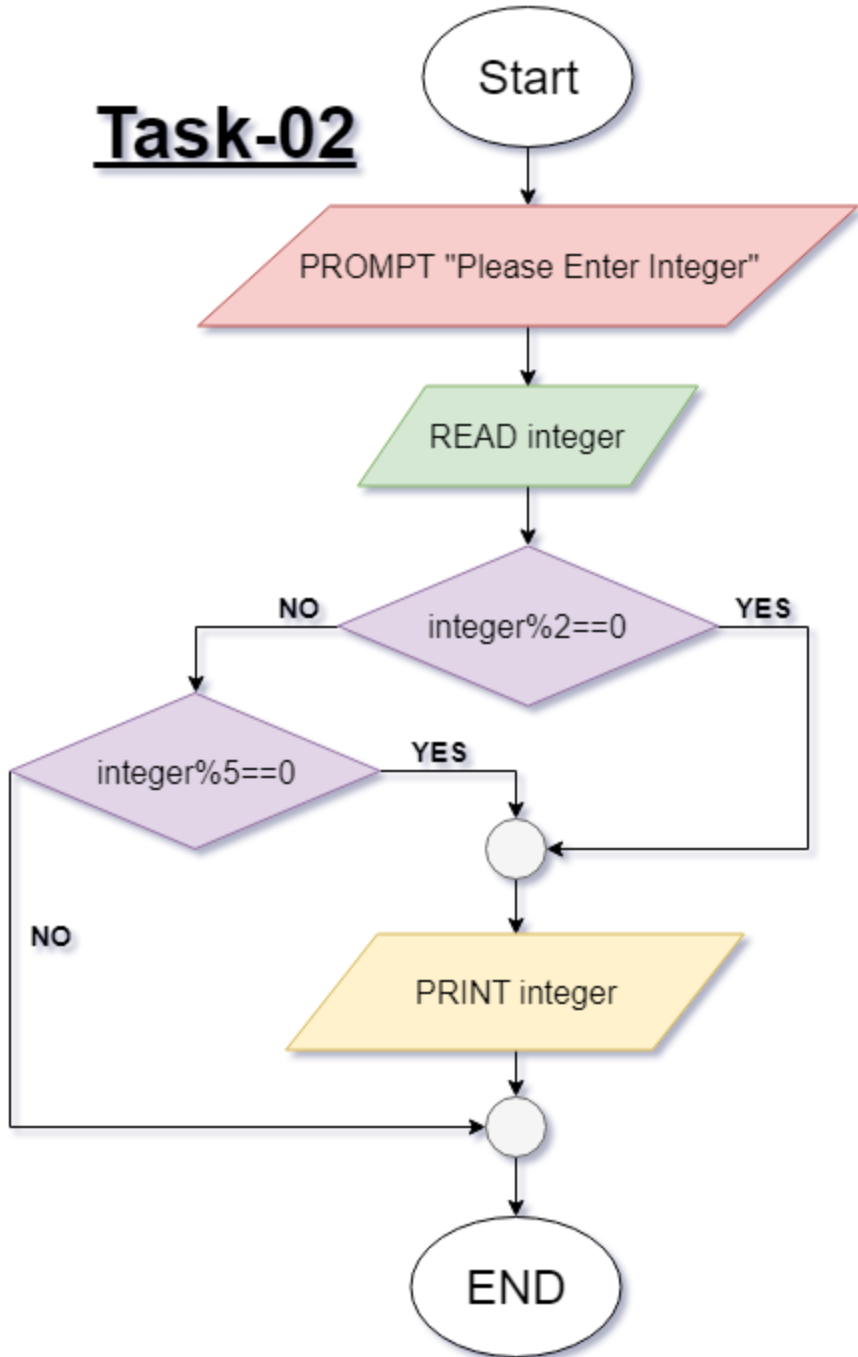 Start
Task-02
PROMPT "Please Enter Integer"
READ integer
NO
YES
integer%2==0
YES
integer%5==0
NO
PRINT integer
END